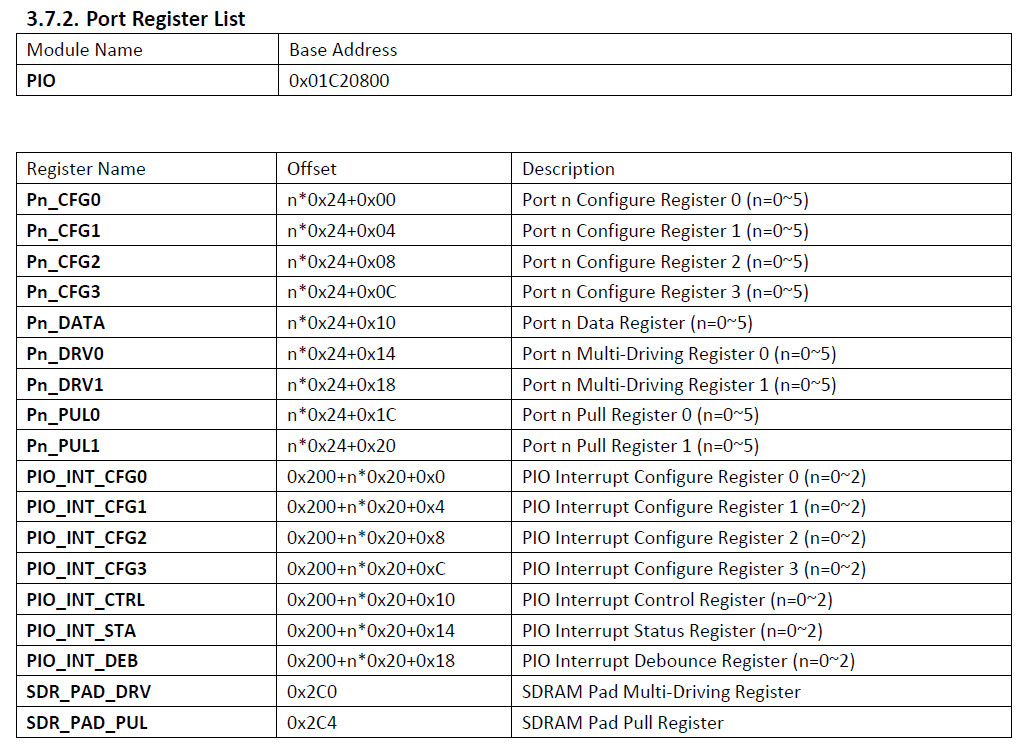 3.7.2. Port Register List
Module Name Base Address
PIO 0x01C20800
Register Name Offset Description
Pn_CFG0 n*0x24+0x00 Port n Configure Register 0 (n=0~5)
Pn_CFG1 n*0x24+0x04 Port n Configure Register 1 (n=0~5)
Pn_CFG2 n*0x24+0x08 Port n Configure Register 2 (n=0~5)
Pn_CFG3 n*0x24+0x0C Port n Configure Register 3 (n=0~5)
Pn_DATA n*0x24+0x10 Port n Data Register (n=0~5)
Pn_DRV0 n*0x24+0x14 Port n Multi-Driving Register 0 (n=0~5)
Pn_DRV1 n*0x24+0x18 Port n Multi-Driving Register 1 (n=0~5)
Pn_PUL0 n*0x24+0x1C Port n Pull Register 0 (n=0~5)
Pn_PUL1 n*0x24+0x20 Port n Pull Register 1 (n=0~5)
PIO_INT_CFG0 0x200+n*0x20+0x0 PIO Interrupt Configure Register 0 (n=0~2)
PIO_INT_CFG1 0x200+n*0x20+0x4 PIO Interrupt Configure Register 1 (n=0~2)
PIO_INT_CFG2 0x200+n*0x20+0x8 PIO Interrupt Configure Register 2 (n=0~2)
PIO_INT_CFG3 0x200+n*0x20+0xC PIO Interrupt Configure Register 3 (n=0~2)
PIO_INT_CTRL 0x200+n*0x20+0x10 PIO Interrupt Control Register (n=0~2)
PIO_INT_STA 0x200+n*0x20+0x14 PIO Interrupt Status Register (n=0~2)
PIO_INT_DEB 0x200+n*0x20+0x18 PIO Interrupt Debounce Register (n=0~2)
SDR_PAD_DRV 0x2C0 SDRAM Pad Multi-Driving Register
SDR_PAD_PUL 0x2C4 SDRAM Pad Pull Register